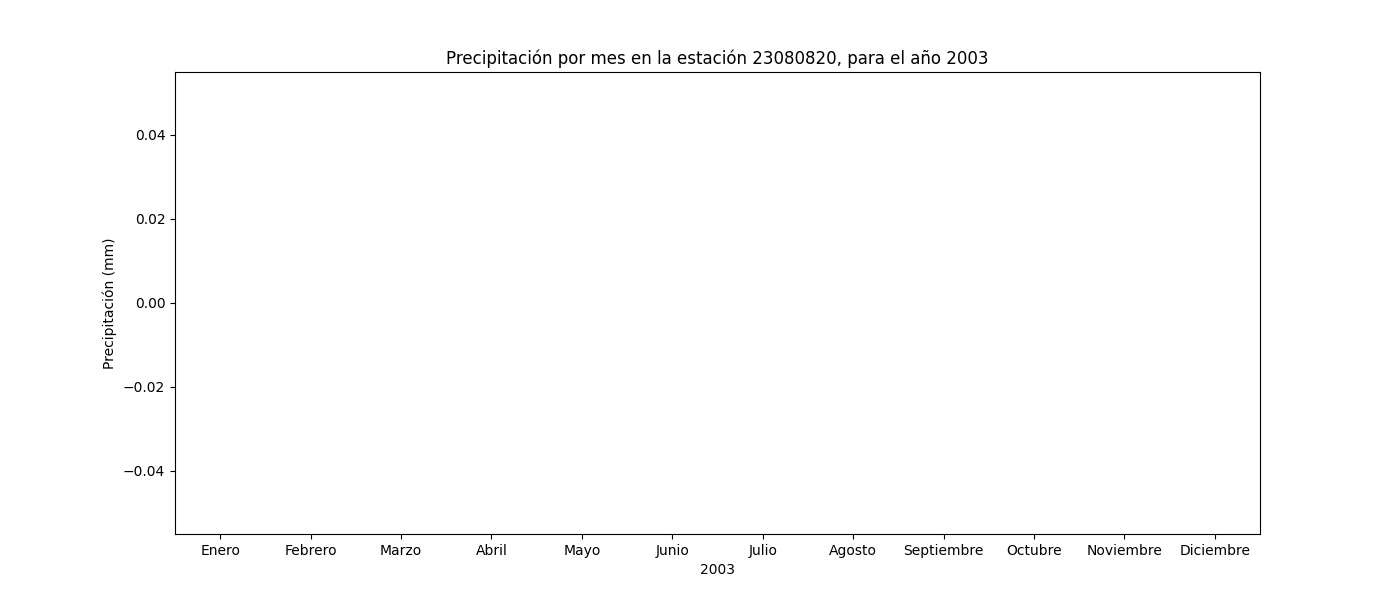 Precipitación por mes en la estación 23080820, para el año 2003
Precipitación (mm)
0.04
0.02
0.00
−0.02
−0.04
Enero Febrero Marzo Abril Mayo Junio Julio Agosto Septiembre Octubre Noviembre Diciembre
2003